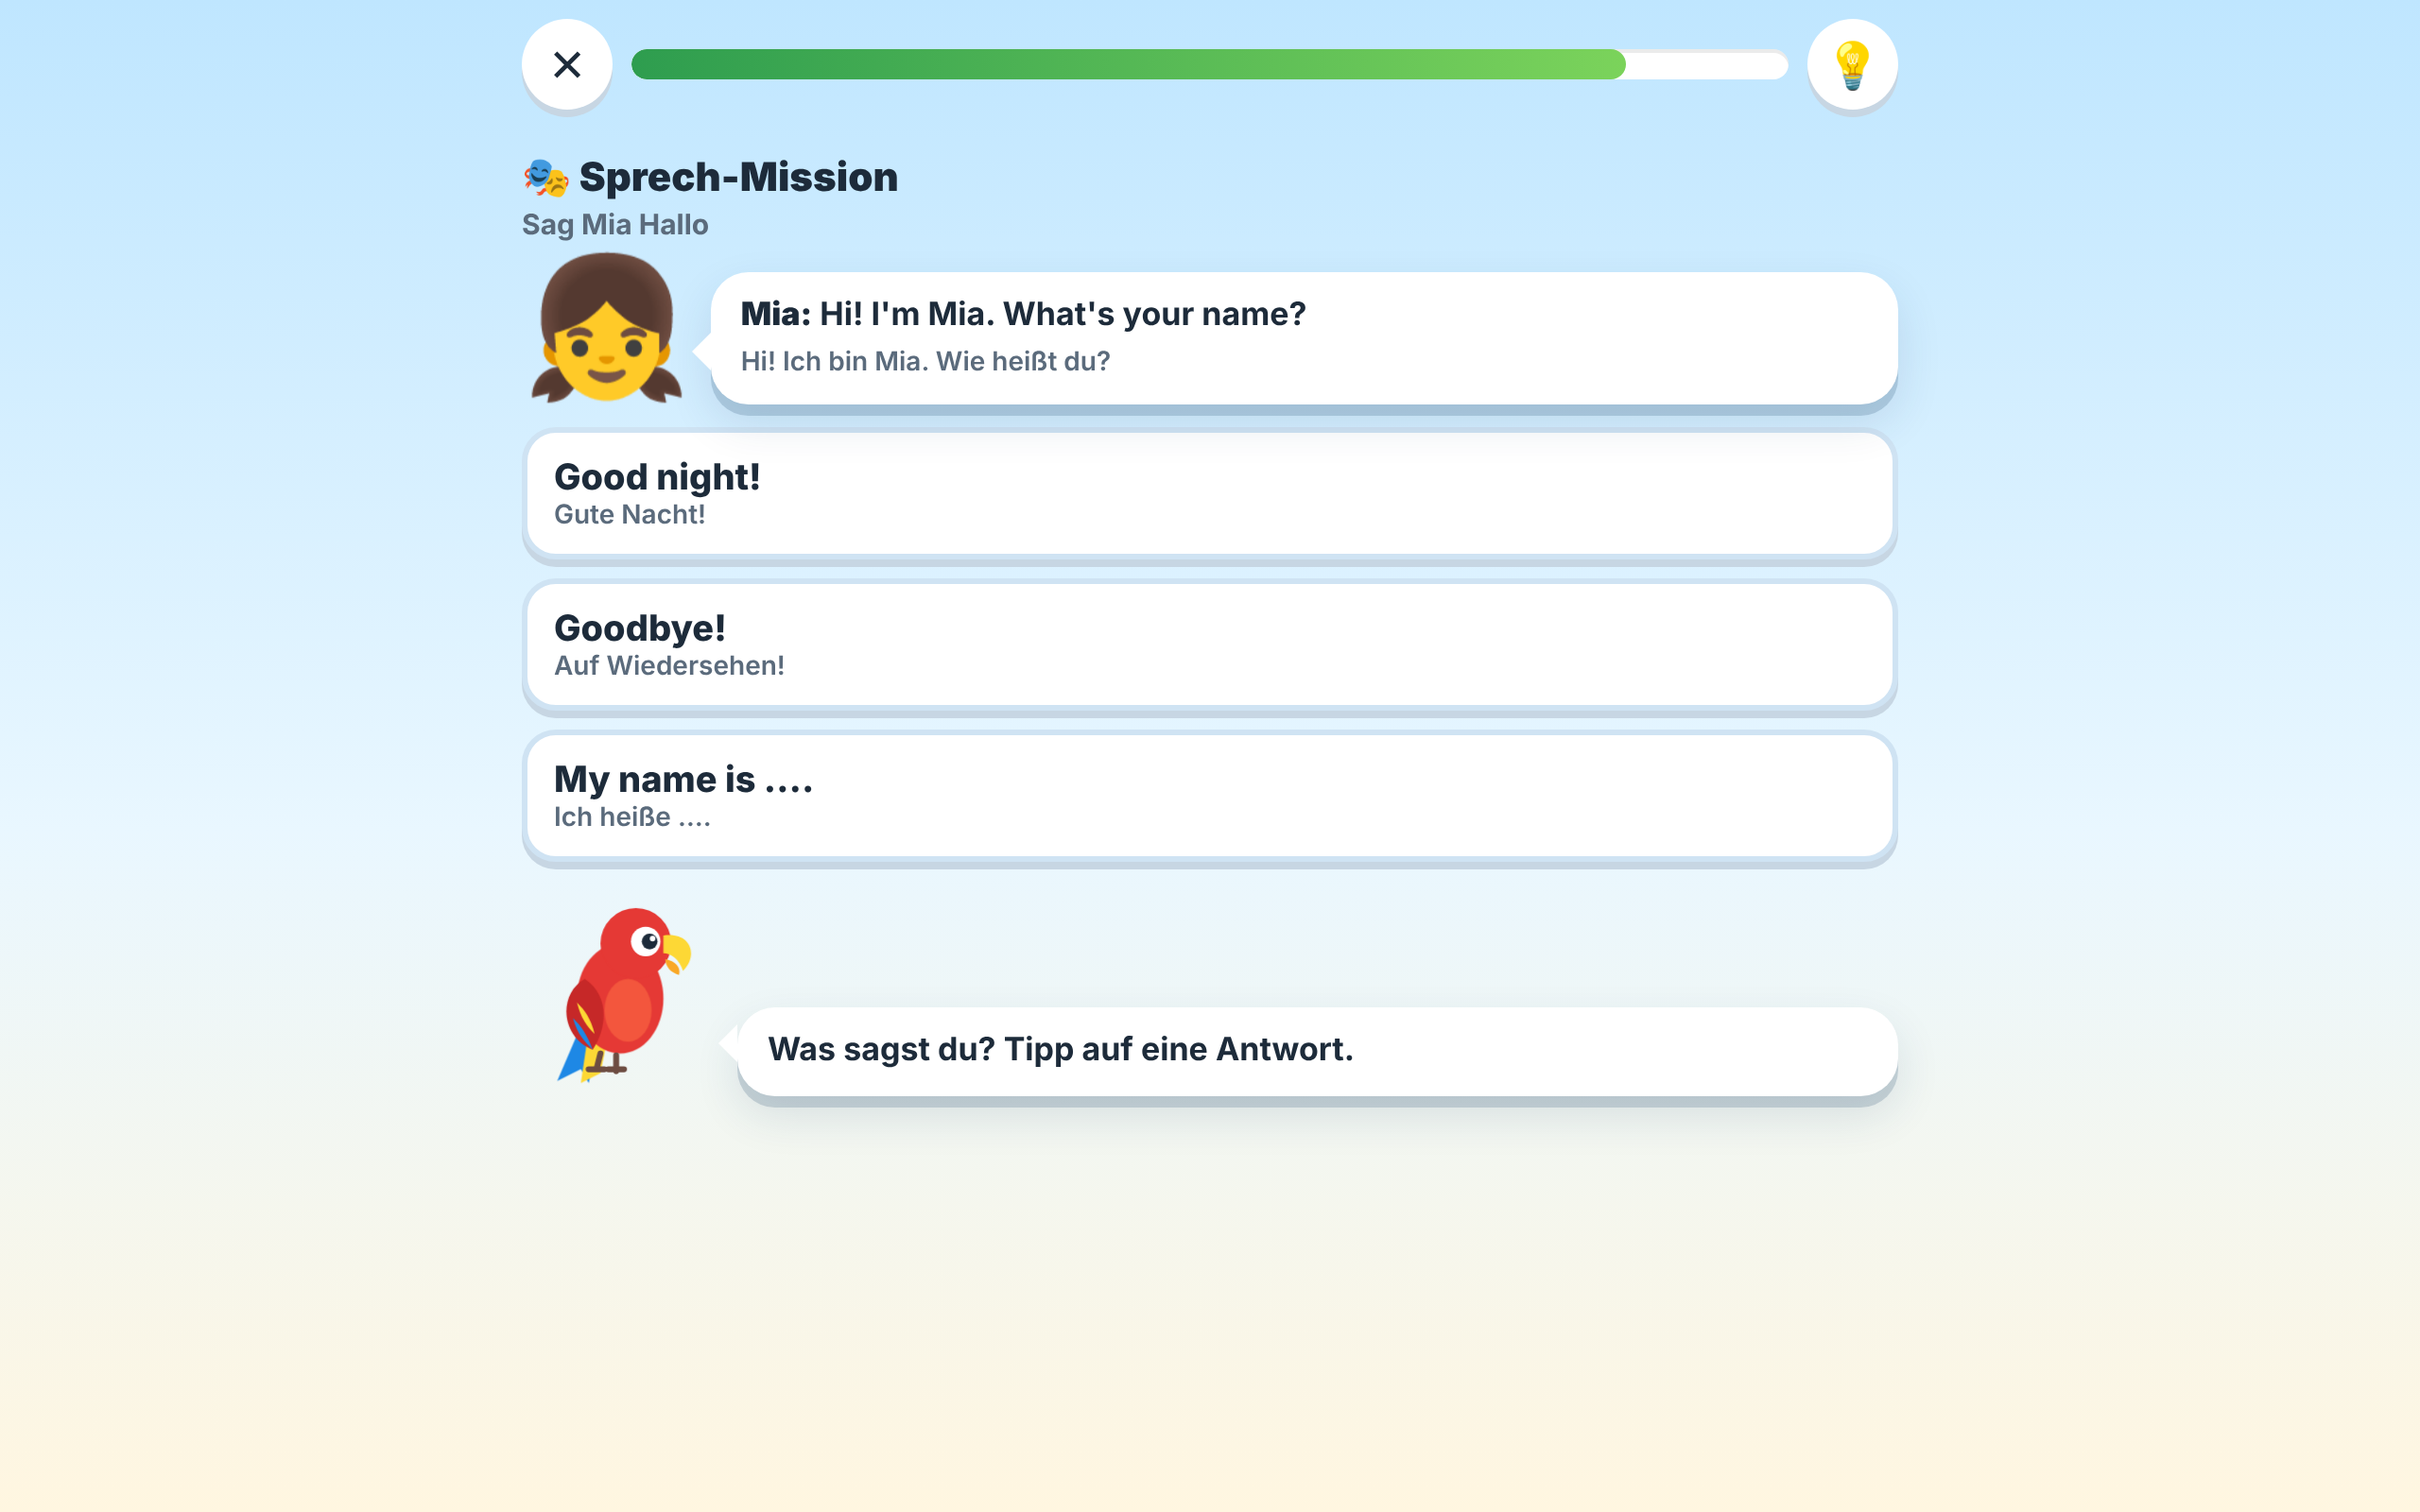 Sprech-Mission
Sag Mia Hallo
Mia: Hi! I'm Mia. What's your name?
Hi! Ich bin Mia. Wie heißt du?
Good night!
Gute Nacht!
Goodbye!
Auf Wiedersehen!
My name is ....
Ich heiße ....
Was sagst du? Tipp auf eine Antwort.